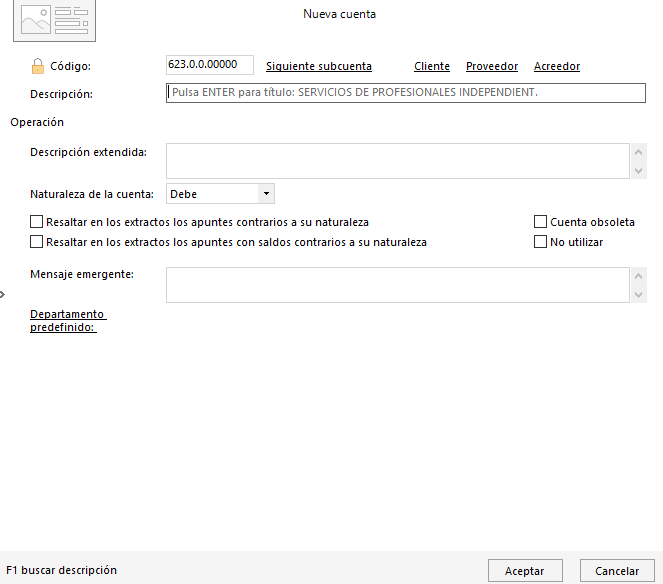 Nueva cuenta
Código: 623.0.0.00000 Siguiente subcuenta Cliente Proveedor Acreedor
Descripción: Pulsa ENTER para título: SERVICIOS DE PROFESIONALES INDEPENDIENT.
Operación
Descripción extendida:
Naturaleza de la cuenta: Debe
Resaltar en los extractos los apuntes contrarios a su naturaleza Cuenta obsoleta
Resaltar en los extractos los apuntes con saldos contrarios a su naturaleza No utilizar
Mensaje emergente:
Departamento
predefinido:
F1 buscar descripción Aceptar Cancelar